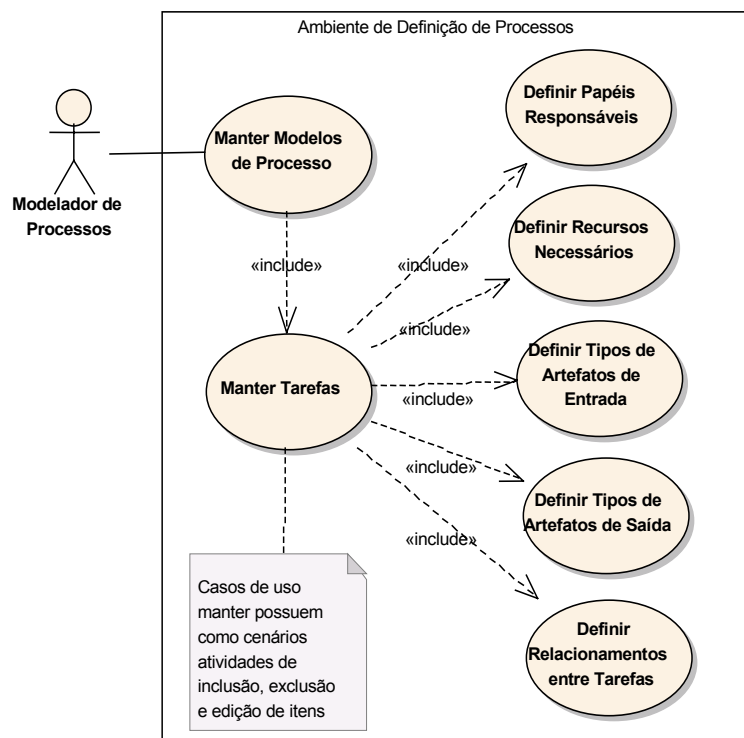 Ambiente de Definição de Processos
Modelador de
Processos
Manter Modelos
de Processo
«include»
Manter Tarefas
Casos de uso
manter possuem
como cenários
atividades de
inclusão, exclusão
e edição de itens
«include»
Definir Papéis
Responsáveis
«include»
Definir Recursos
Necessários
«include»
Definir Tipos de
Artefatos de
Entrada
«include»
Definir Tipos de
Artefatos de Saída
«include»
Definir
Relacionamentos
entre Tarefas